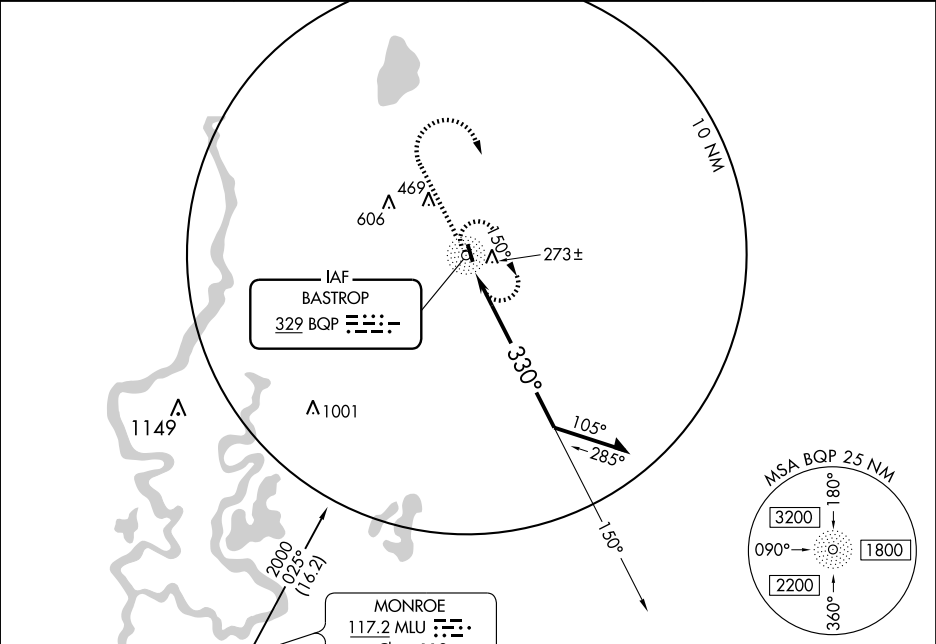 10 NM
469
606
150°
273±
IAF
BASTROP
329 BQP
330°
1149
1001
105°
285°
MSA BQP 25 NM
180°
3200
090°
1800
2200
360°
150°
2000
025°
(16.2)
MONROE
117.2 MLU